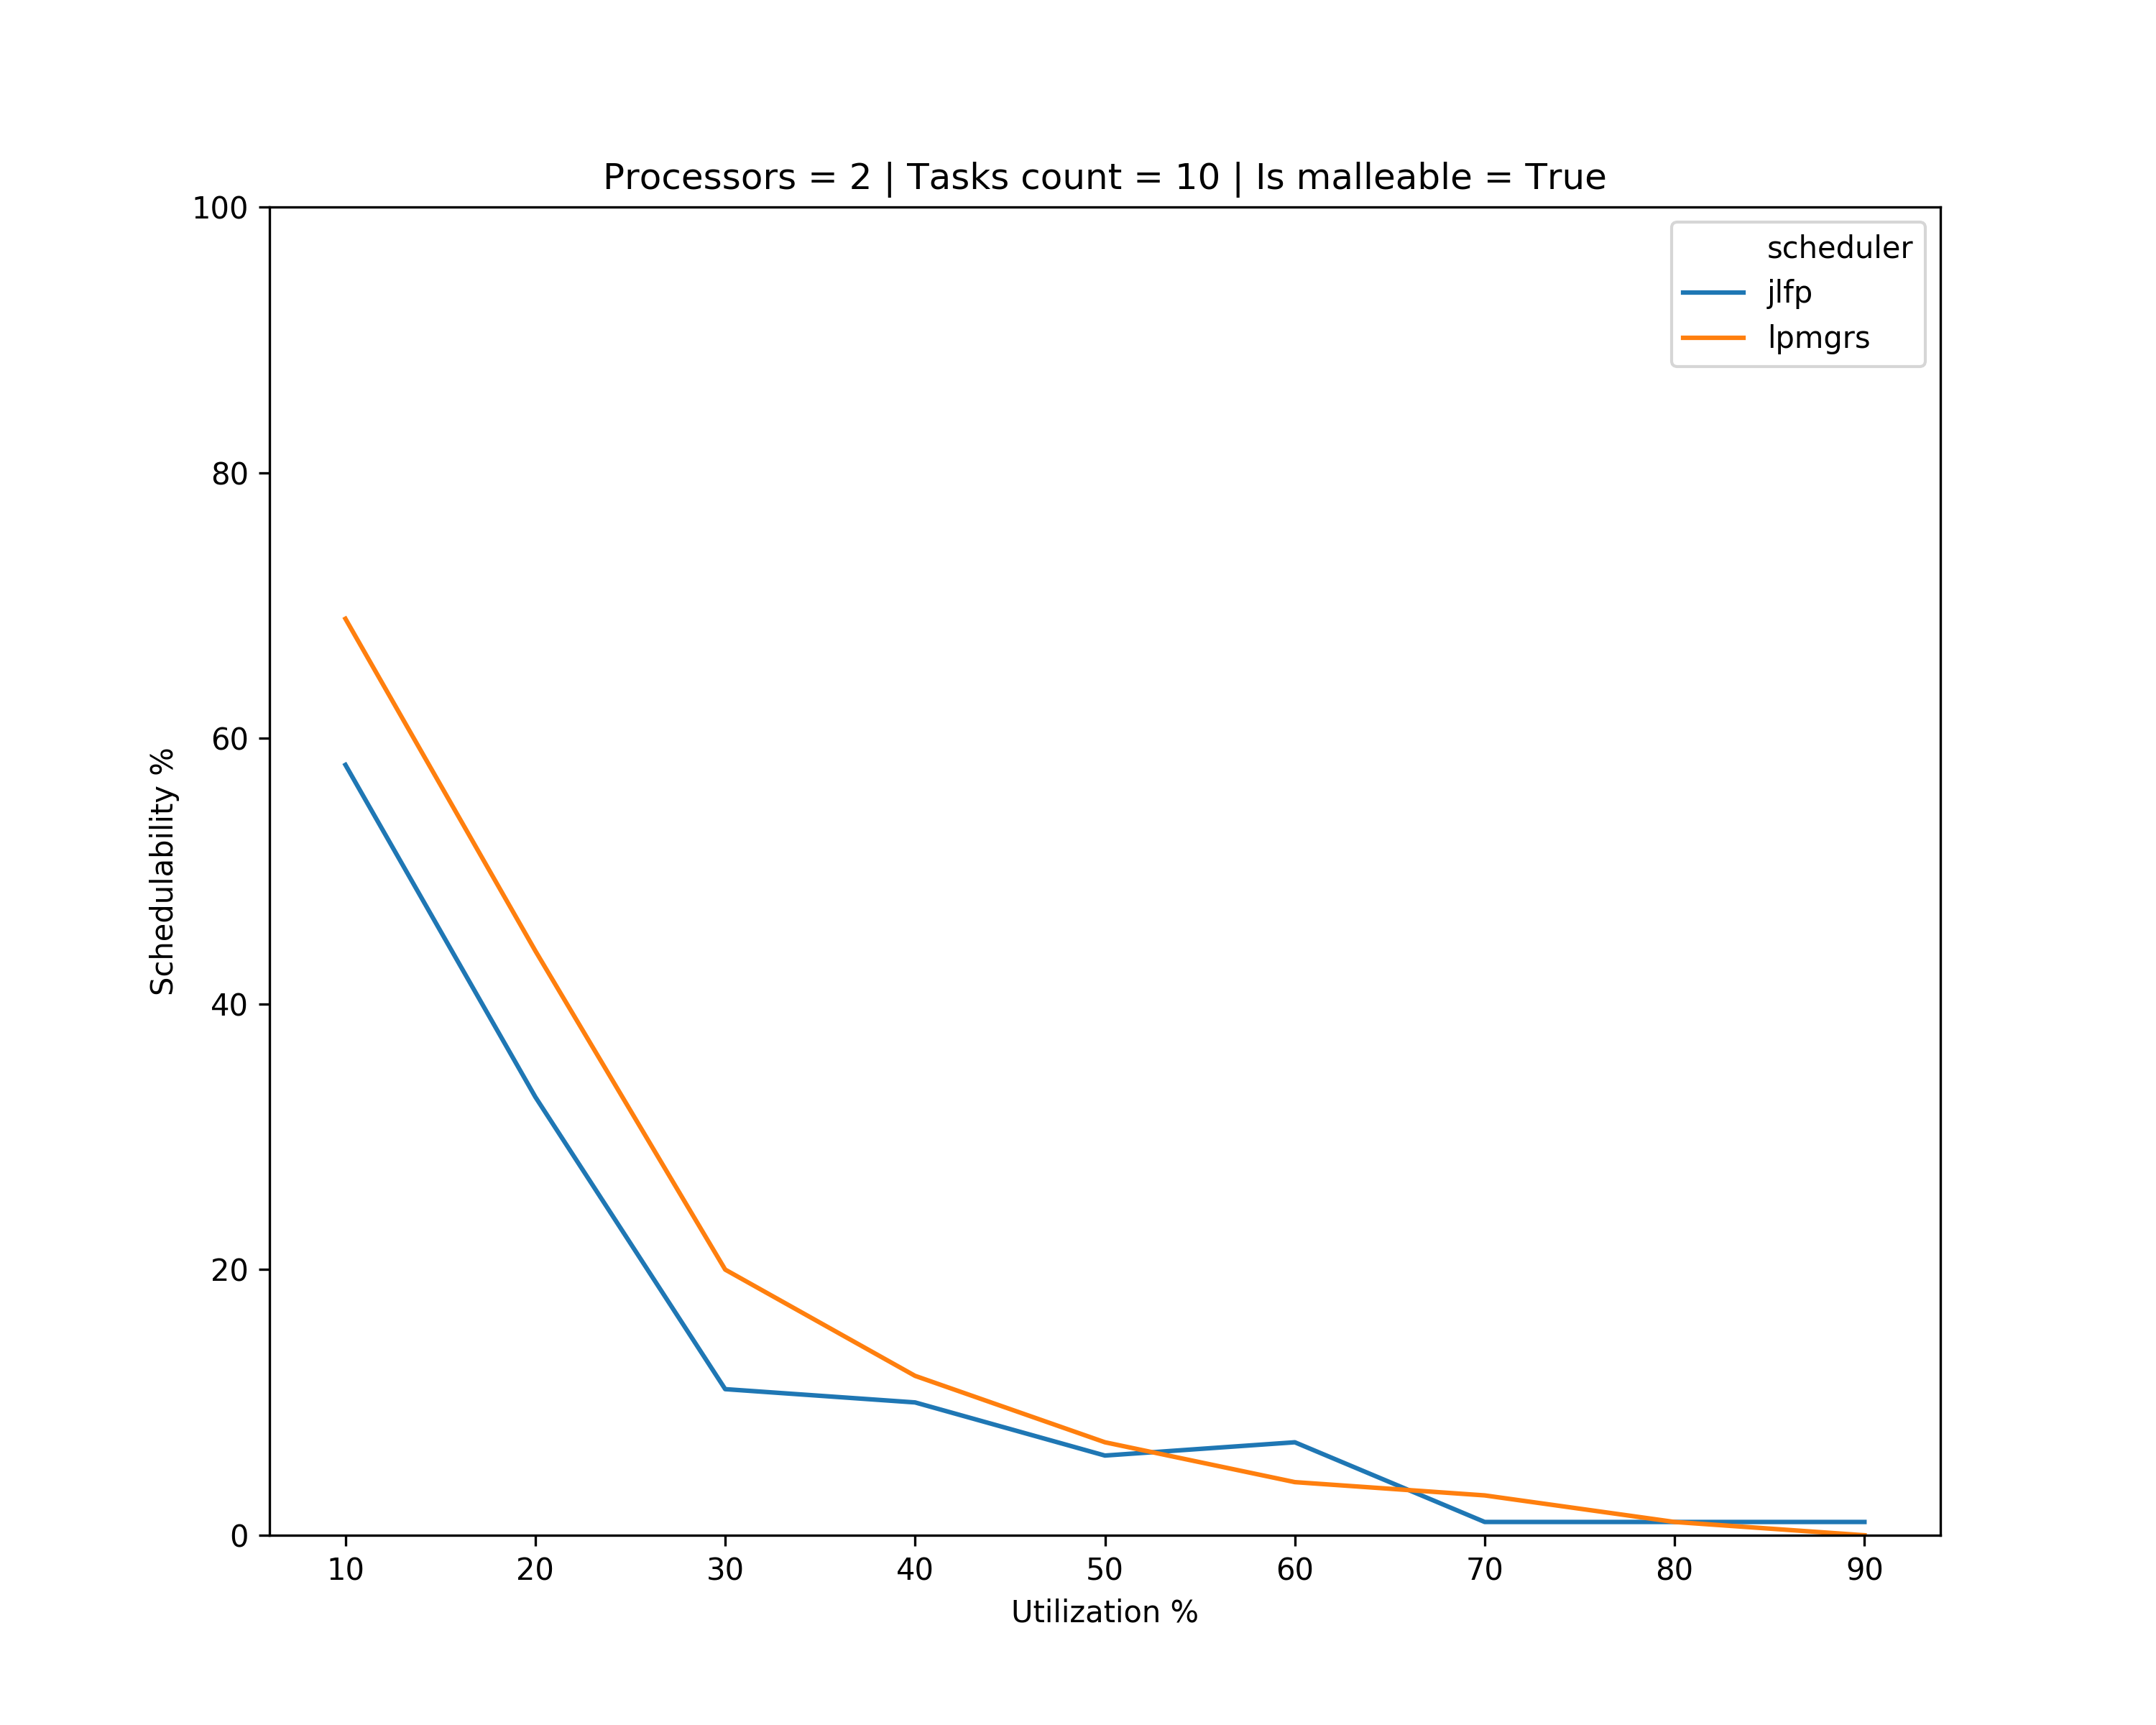 Processors = 2 | Tasks count = 10 | Is malleable = True
scheduler
jlfp
lpmgrs
Schedulability %
100
80
60
40
20
0
10 20 30 40 50 60 70 80 90
Utilization %